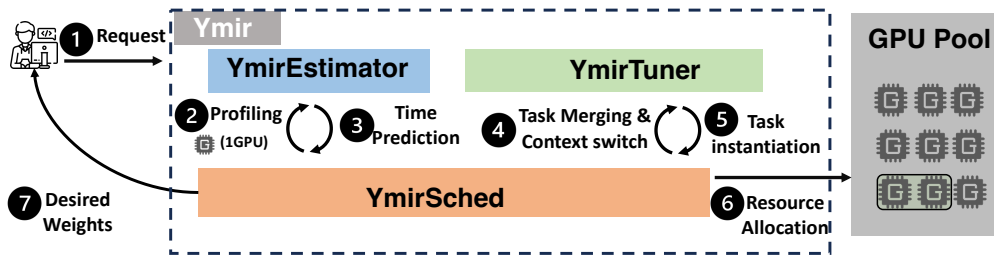 Ymir
GPU Pool
1 Request
YmirEstimator
YmirTuner
2 Profiling
G (1GPU)
3 Time
Prediction
4 Task Merging &
Context switch
5 Task
instantiation
G G G
G G G
G G G
YmirSched
7 Desired
Weights
6 Resource
Allocation